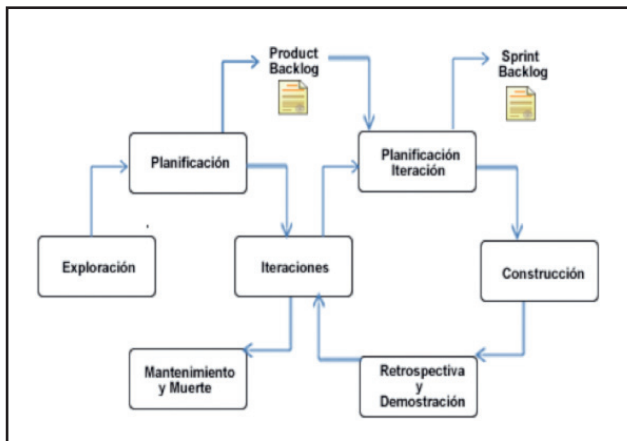 Product
Backlog
Sprint
Backlog
Planificación
Planificación
Iteración
Exploración
Iteraciones
Construcción
Mantenimiento
y Muerte
Retrospectiva
y
Demostración